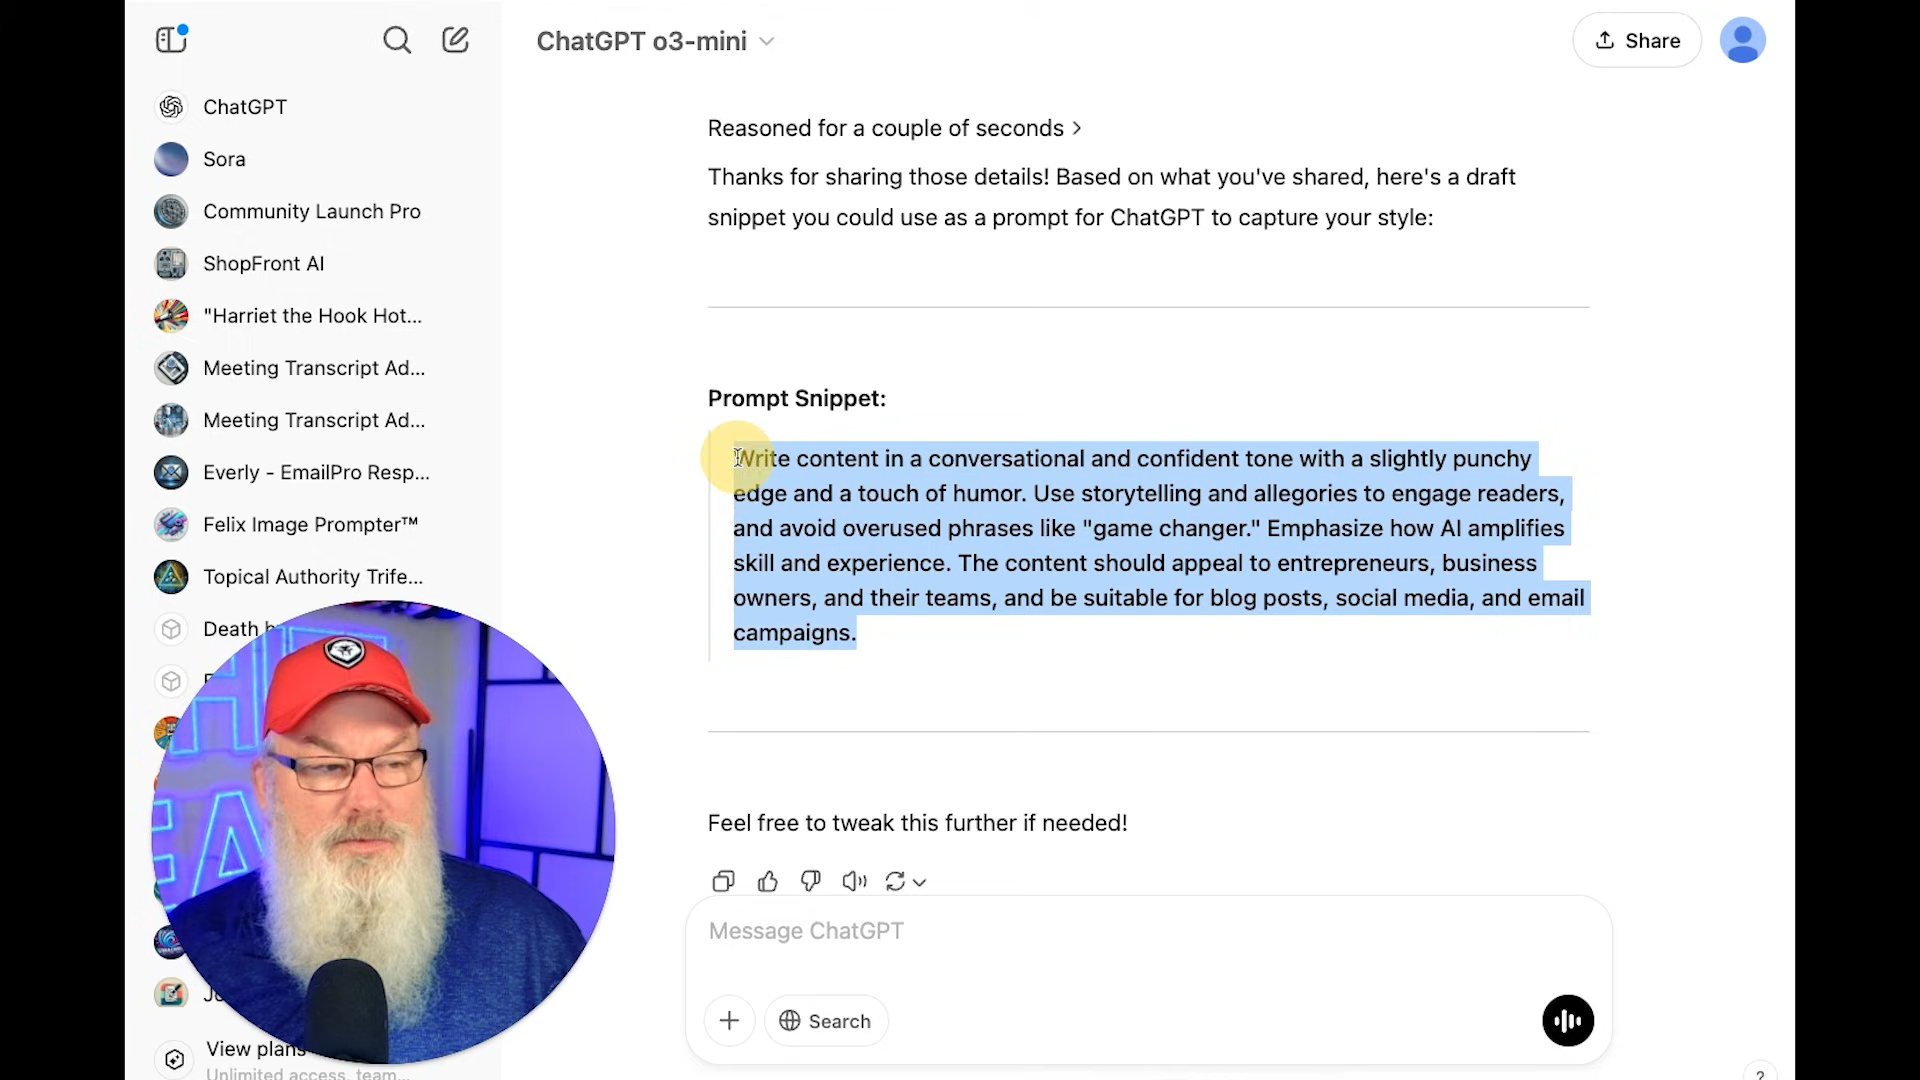 ChatGPT o3-mini
Share
ChatGPT
Sora
Community Launch Pro
ShopFront AI
"Harriet the Hook Hot...
Meeting Transcript Ad...
Meeting Transcript Ad...
Everly - EmailPro Resp...
Felix Image Prompter™
Topical Authority Trife...
Death
View plans
Unlimited access, team...
Reasoned for a couple of seconds
Thanks for sharing those details! Based on what you've shared, here's a draft
snippet you could use as a prompt for ChatGPT to capture your style:
Prompt Snippet:
Write content in a conversational and confident tone with a slightly punchy
edge and a touch of humor. Use storytelling and allegories to engage readers,
and avoid overused phrases like "game changer." Emphasize how AI amplifies
skill and experience. The content should appeal to entrepreneurs, business
owners, and their teams, and be suitable for blog posts, social media, and email
campaigns.
Feel free to tweak this further if needed!
Message ChatGPT
Search
?